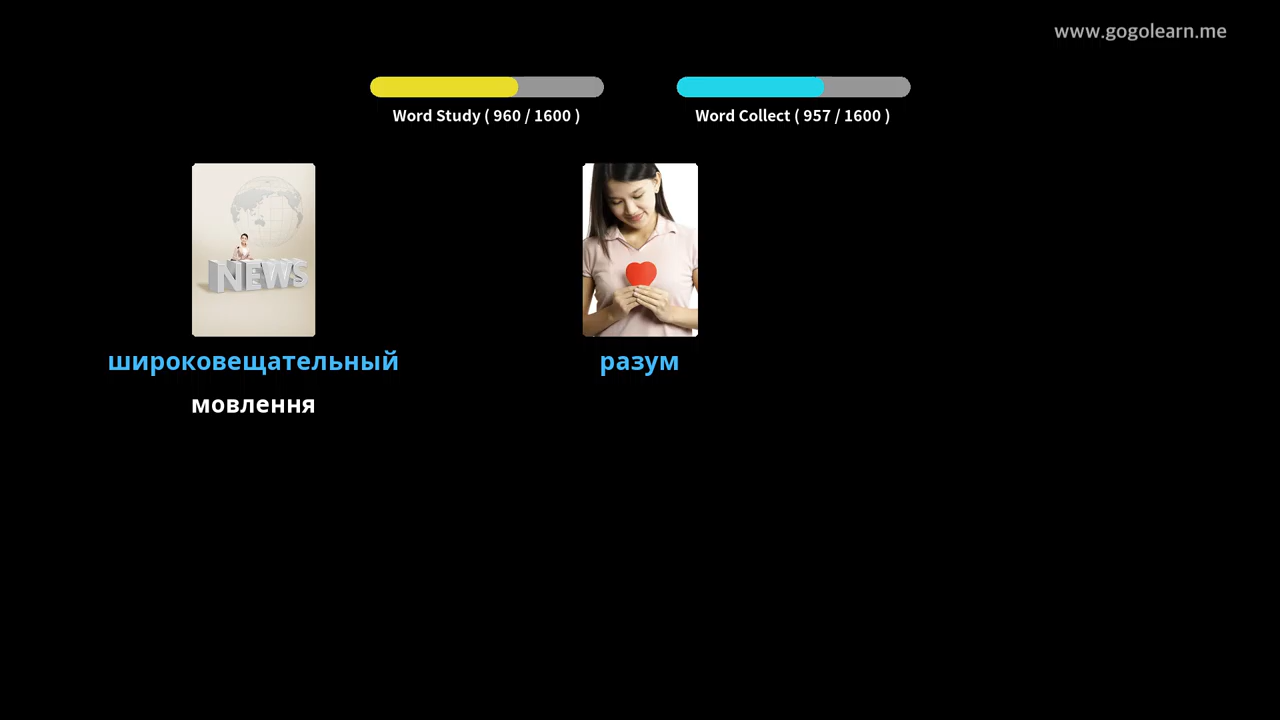 www.gogolearn.me
Word Study ( 960 / 1600 )
Word Collect ( 957 / 1600 )
NEWS
широковещательный
разум
мовлення